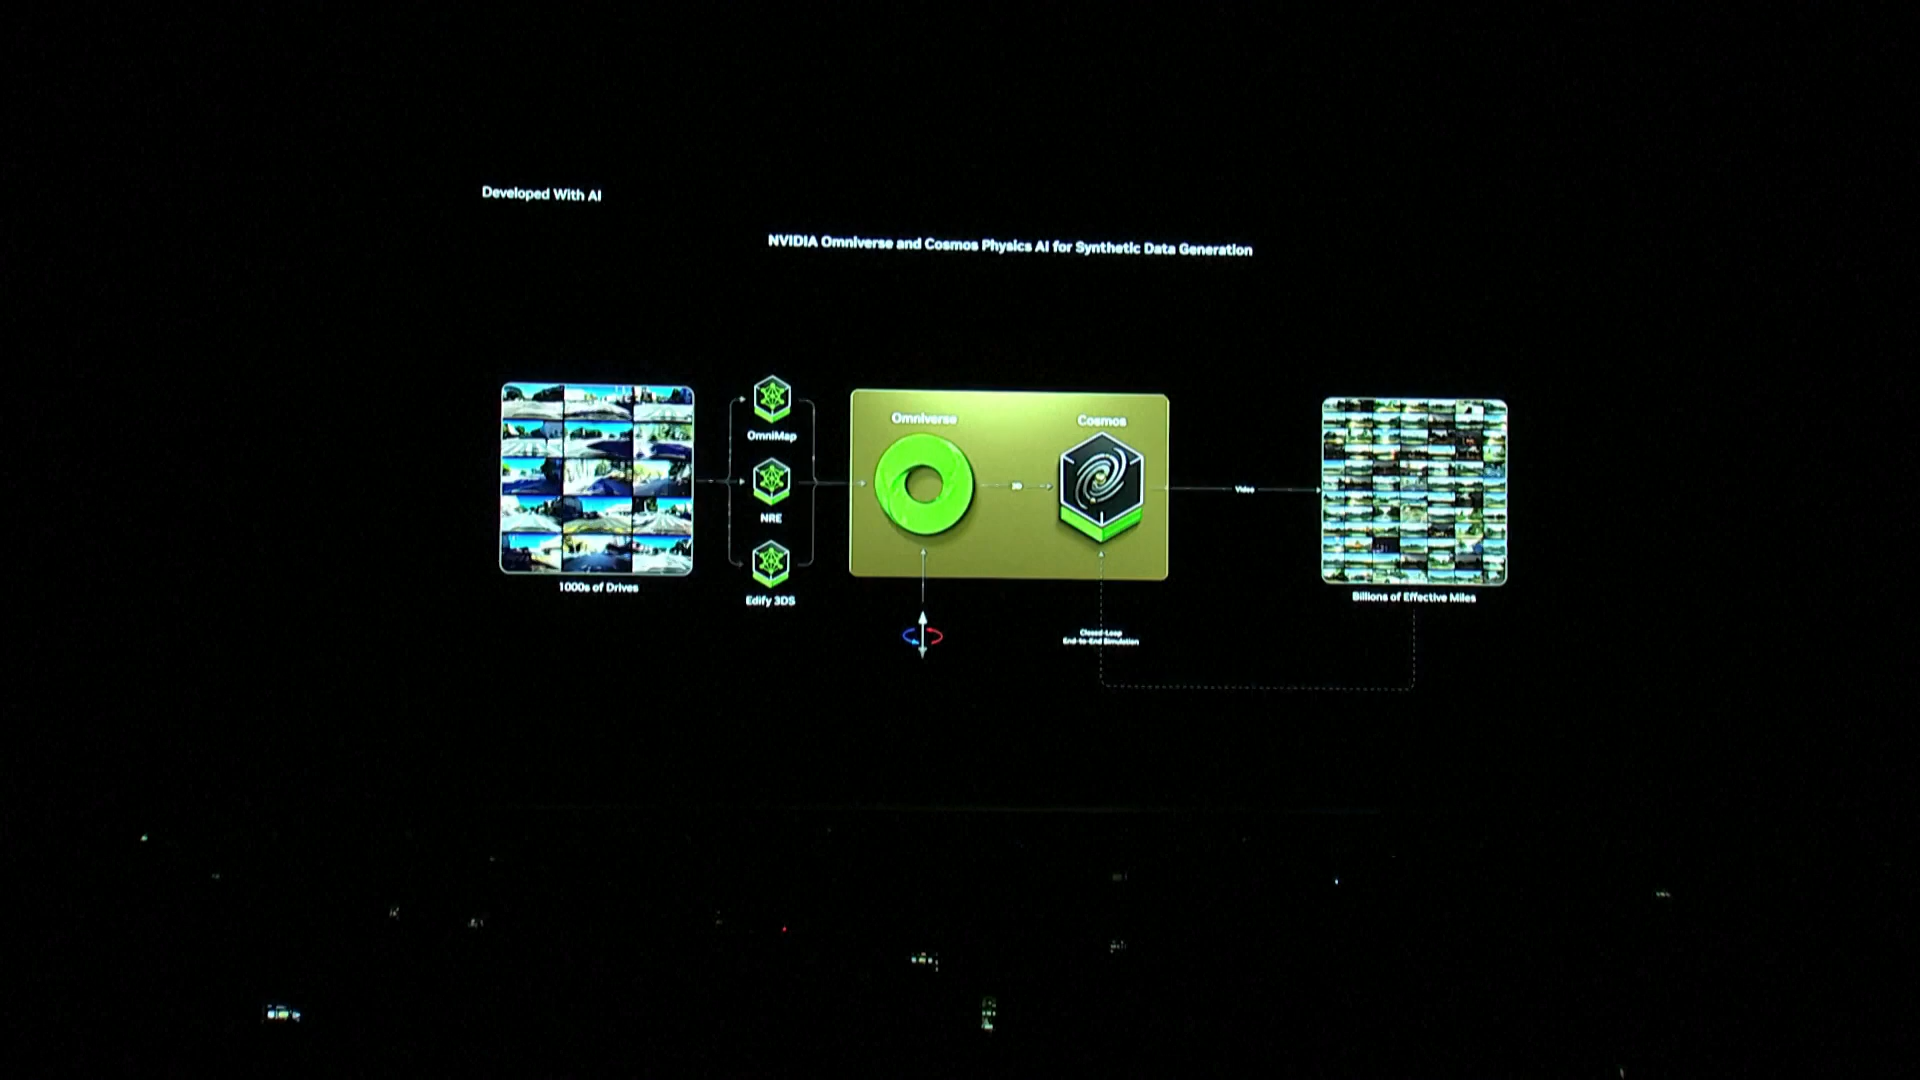 Developed With AI
NVIDIA Omniverse and Cosmos Physics AI for Synthetic Data Generation
1000s of Drives
OmniMap
NRE
Edify 3DS
Omniverse
3D
Cosmos
Closed-Loop
End-to-End Simulation
Video
Billions of Effective Miles